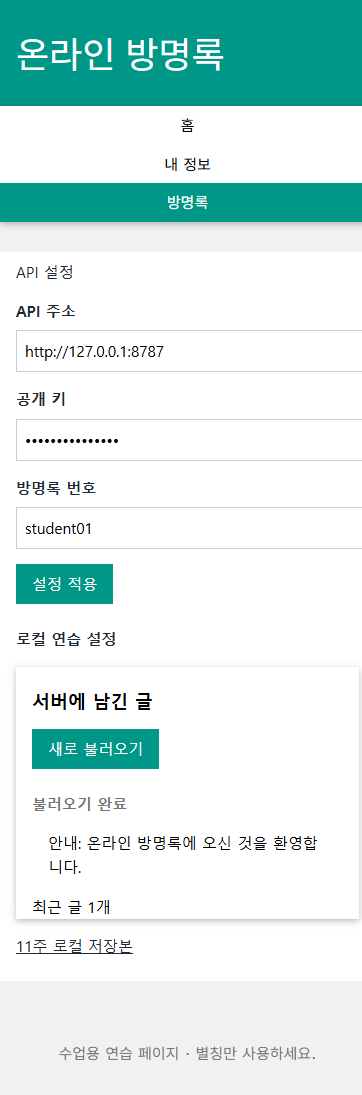 온라인 방명록
홈
내 정보
방명록
API 설정
API 주소
http://127.0.0.1:8787
공개 키
•••••••••••••••
방명록 번호
student01
설정 적용
로컬 연습 설정
서버에 남긴 글
새로 불러오기
불러오기 완료
안내: 온라인 방명록에 오신 것을 환영합
니다.
최근 글 1개
11주 로컬 저장본
수업용 연습 페이지 · 별칭만 사용하세요.